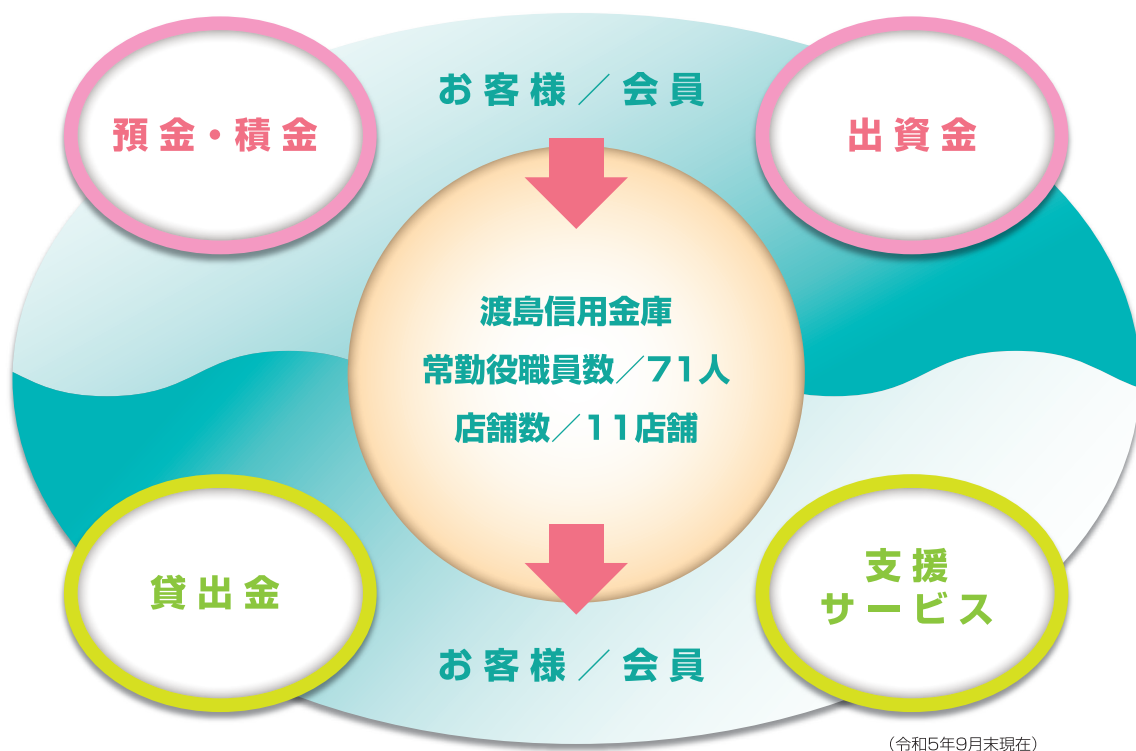 お客様／会員
預金・積金
出資金
渡島信用金庫
常勤役職員数／71人
店舗数／11店舗
貸出金
支援
サービス
お客様／会員
（令和5年9月末現在）